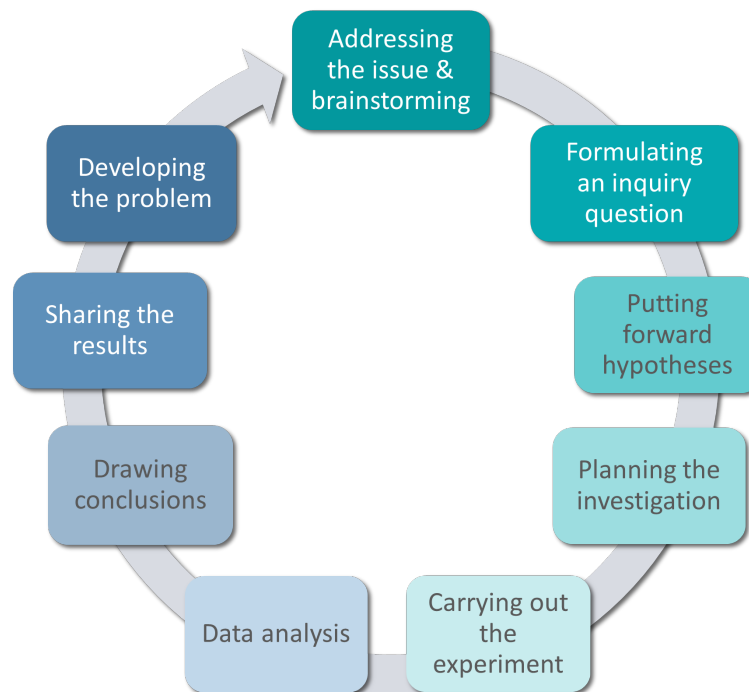 Addressing
the issue &
brainstorming
Formulating
an inquiry
question
Putting
forward
hypotheses
Planning the
investigation
Carrying out
the
experiment
Data analysis
Drawing
conclusions
Sharing the
results
Developing
the problem